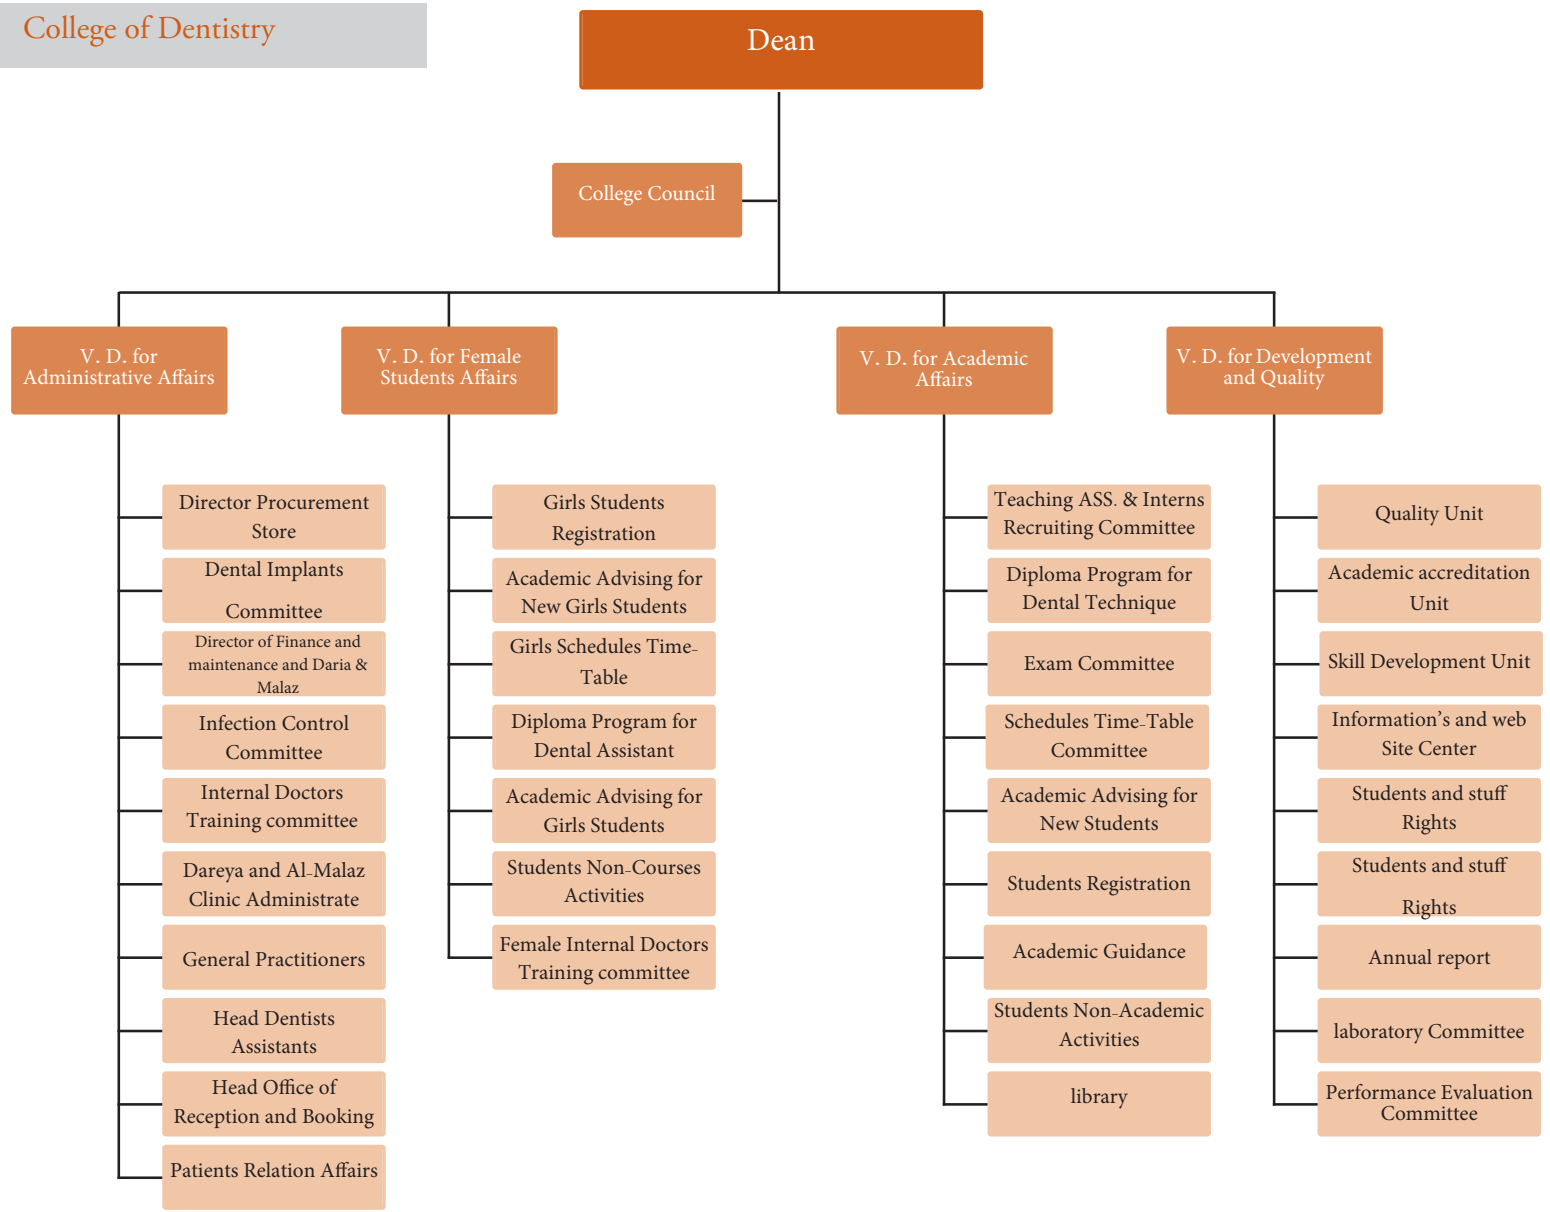 College of Dentistry
Dean
College Council
V. D. for
Administrative Affairs
V. D. for Female
Students Affairs
V. D. for Academic
Affairs
V. D. for Development
and Quality
Director Procurement
Store
Dental Implants
Committee
Director of Finance and
maintenance and Daria &
Malaz
Infection Control
Committee
Internal Doctors
Training committee
Dareya and Al-Malaz
Clinic Administrate
General Practitioners
Head Dentists
Assistants
Head Office of
Reception and Booking
Patients Relation Affairs
Girls Students
Registration
Academic Advising for
New Girls Students
Girls Schedules Time-
Table
Diploma Program for
Dental Assistant
Academic Advising for
Girls Students
Students Non-Courses
Activities
Female Internal Doctors
Training committee
Teaching ASS. & Interns
Recruiting Committee
Diploma Program for
Dental Technique
Exam Committee
Schedules Time-Table
Committee
Academic Advising for
New Students
Students Registration
Academic Guidance
Students Non-Academic
Activities
library
Quality Unit
Academic accreditation
Unit
Skill Development Unit
Information’s and web
Site Center
Students and stuff
Rights
Students and stuff
Rights
Annual report
laboratory Committee
Performance Evaluation
Committee